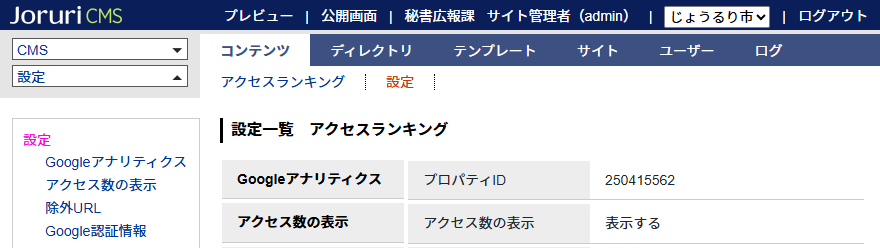 Joruri CMS プレビュー | 公開画面 | 秘書広報課　サイト管理者（admin） | じょうるり市 | ログアウト
CMS
設定
コンテンツ ディレクトリ テンプレート サイト ユーザー ログ
アクセスランキング 設定
設定
Googleアナリティクス
アクセス数の表示
除外URL
Google認証情報
設定一覧　アクセスランキング
Googleアナリティクス プロパティID 250415562
アクセス数の表示 アクセス数の表示 表示する